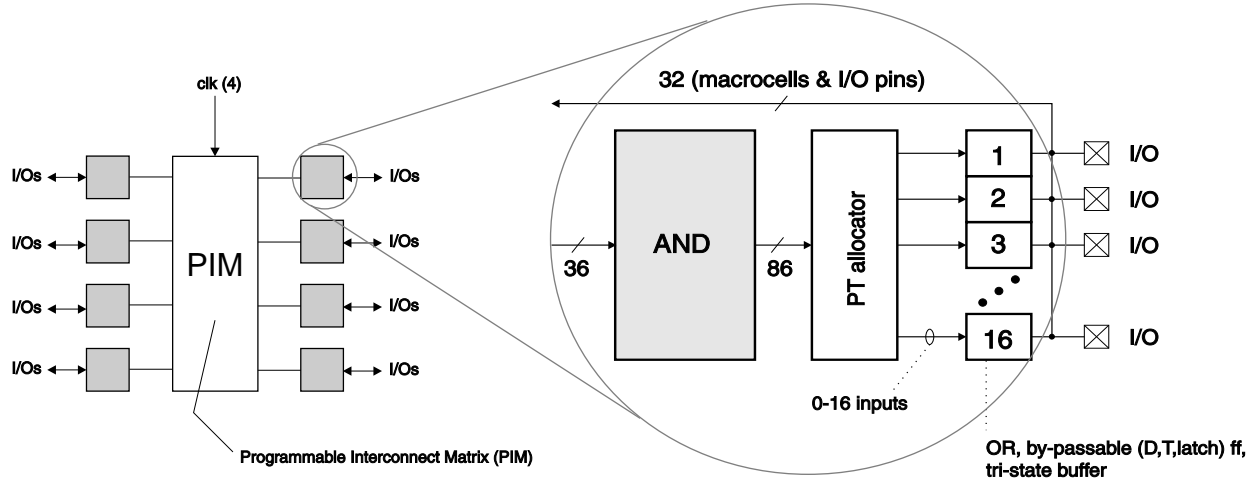 clk (4)
I/Os
I/Os
I/Os
I/Os
PIM
I/Os
I/Os
I/Os
I/Os
Programmable Interconnect Matrix (PIM)
32 (macrocells & I/O pins)
36
AND
86
PT allocator
1
2
3
16
I/O
I/O
I/O
I/O
0-16 inputs
OR, by-passable (D,T,latch) ff,
tri-state buffer